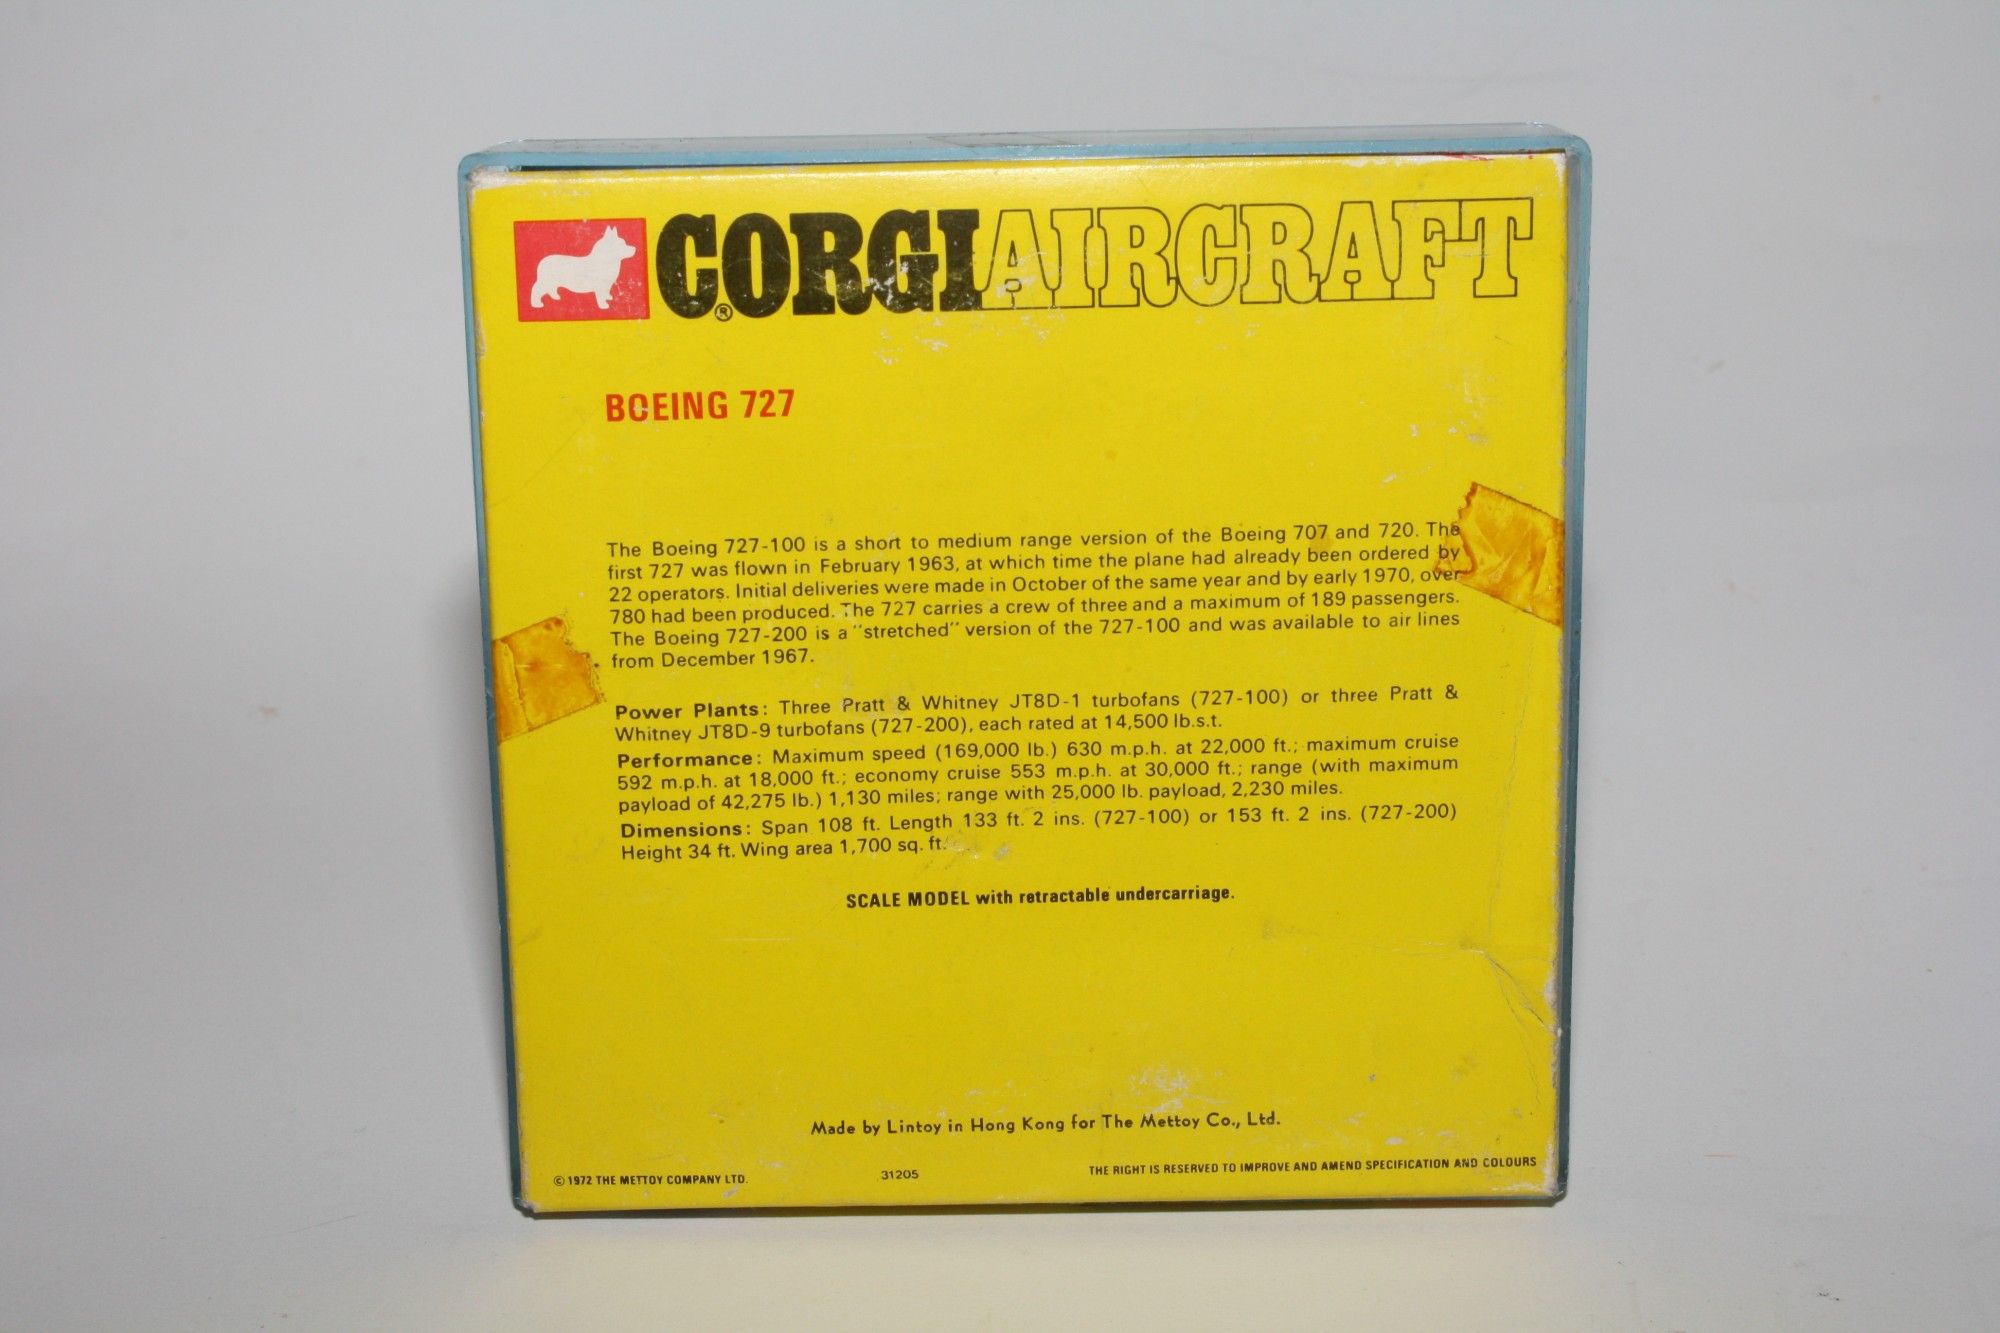 CORGI® AIRCRAFT
BOEING 727
The Boeing 727-100 is a short to medium range version of the Boeing 707 and 720. The
first 727 was flown in February 1963, at which time the plane had already been ordered by
22 operators. Initial deliveries were made in October of the same year and by early 1970, over
780 had been produced. The 727 carries a crew of three and a maximum of 189 passengers.
The Boeing 727-200 is a "stretched" version of the 727-100 and was available to air lines
from December 1967.
Power Plants: Three Pratt & Whitney JT8D-1 turbofans (727-100) or three Pratt &
Whitney JT8D-9 turbofans (727-200), each rated at 14,500 lb.s.t.
Performance: Maximum speed (169,000 lb.) 630 m.p.h. at 22,000 ft.; maximum cruise
592 m.p.h. at 18,000 ft.; economy cruise 553 m.p.h. at 30,000 ft.; range (with maximum
payload of 42,275 lb.) 1,130 miles; range with 25,000 lb. payload, 2,230 miles.
Dimensions: Span 108 ft. Length 133 ft. 2 ins. (727-100) or 153 ft. 2 ins. (727-200)
Height 34 ft. Wing area 1,700 sq. ft.
SCALE MODEL with retractable undercarriage.
Made by Lintoy in Hong Kong for The Mettoy Co., Ltd.
© 1972 THE METTOY COMPANY LTD. 31205 THE RIGHT IS RESERVED TO IMPROVE AND AMEND SPECIFICATION AND COLOURS